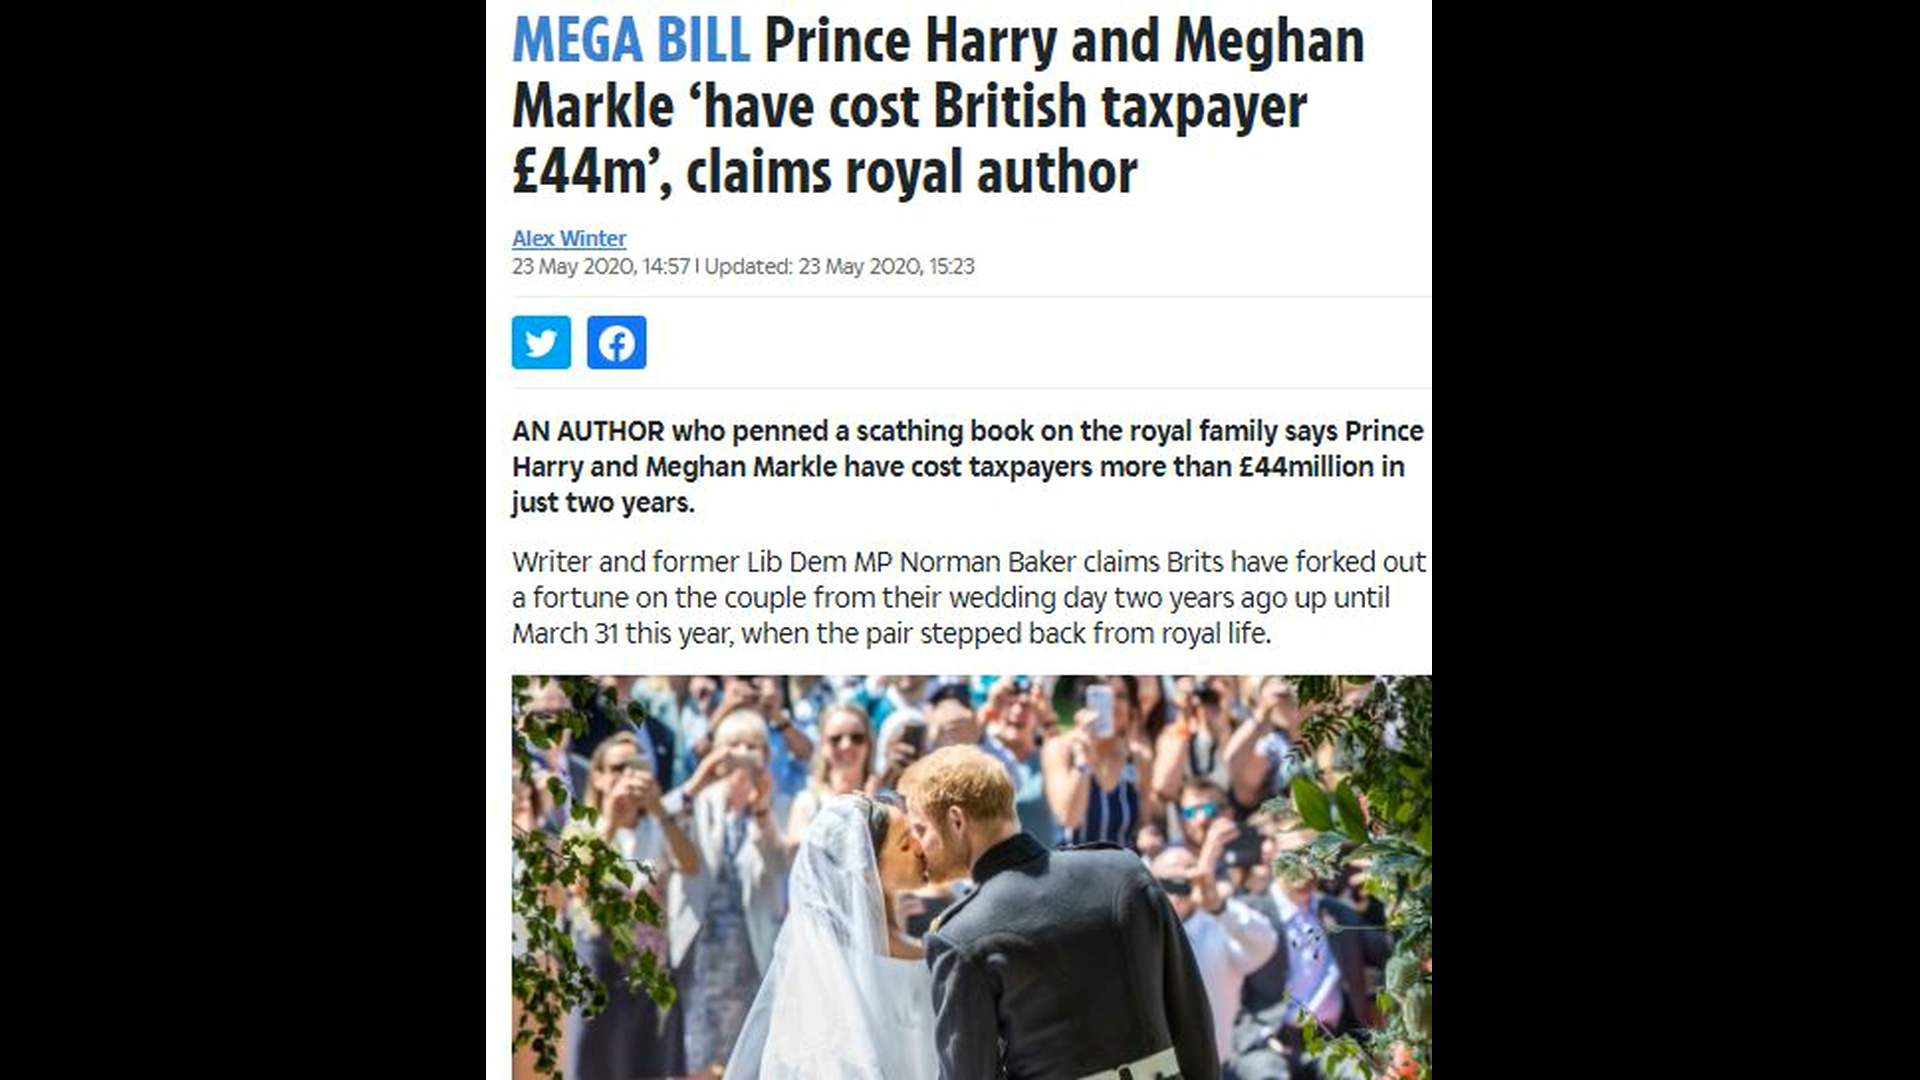 MEGA BILL Prince Harry and Meghan
Markle ‘have cost British taxpayer
£44m’, claims royal author
Alex Winter
23 May 2020, 14:57 I Updated: 23 May 2020, 15:23
AN AUTHOR who penned a scathing book on the royal family says Prince
Harry and Meghan Markle have cost taxpayers more than £44million in
just two years.
Writer and former Lib Dem MP Norman Baker claims Brits have forked out
a fortune on the couple from their wedding day two years ago up until
March 31 this year, when the pair stepped back from royal life.